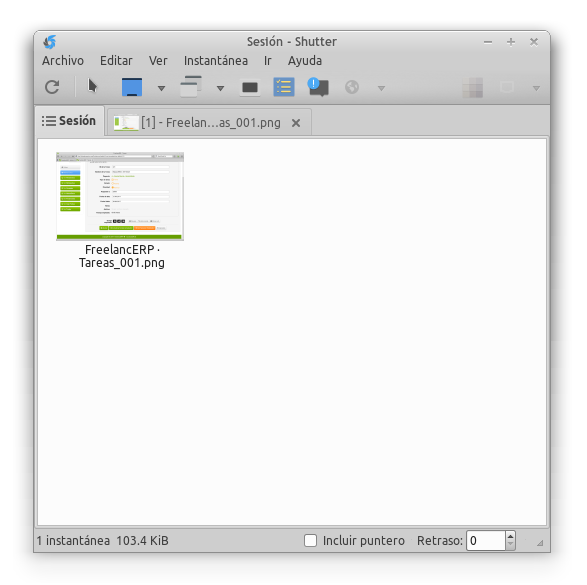 Sesión - Shutter
Archivo Editar Ver Instantánea Ir Ayuda
Sesión
[1] - Freelanc...as_001.png
FreelancERP ·
Tareas_001.png
1 instantánea 103.4 KiB
Incluir puntero
Retraso: 0